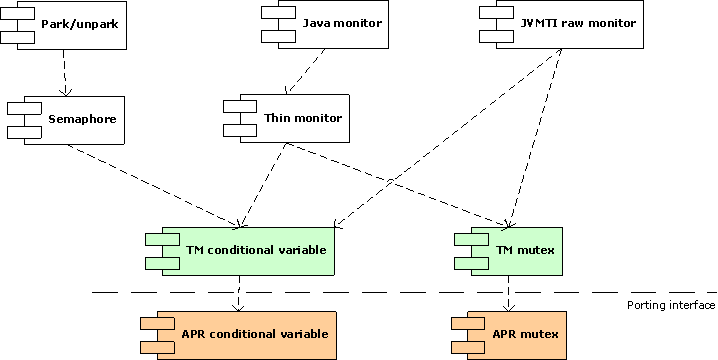 Park/unpark
Java monitor
JVMTI raw monitor
Semaphore
Thin monitor
TM conditional variable
TM mutex
Porting interface
APR conditional variable
APR mutex